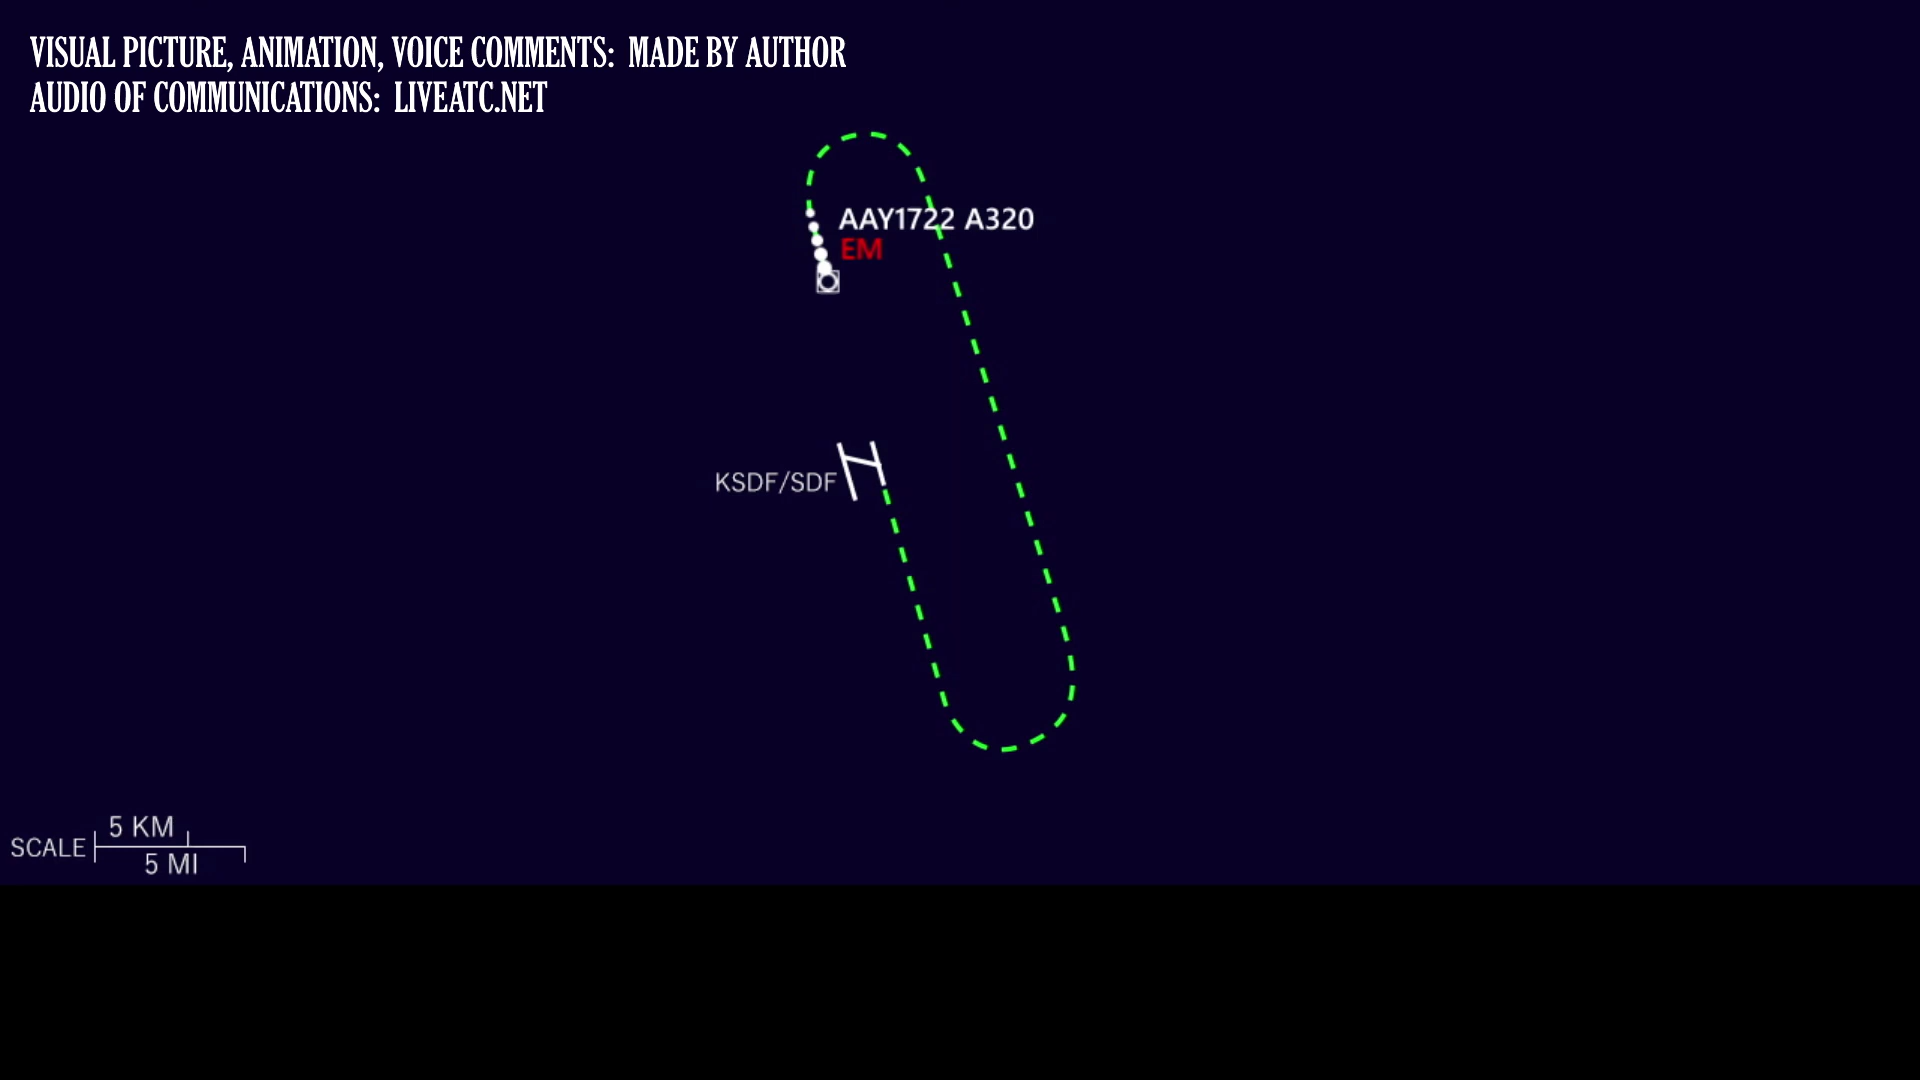 VISUAL PICTURE, ANIMATION, VOICE COMMENTS: MADE BY AUTHOR
AUDIO OF COMMUNICATIONS: LIVEATC.NET
AAY1722 A320
EM
KSDF/SDF
5 KM
SCALE
5 MI